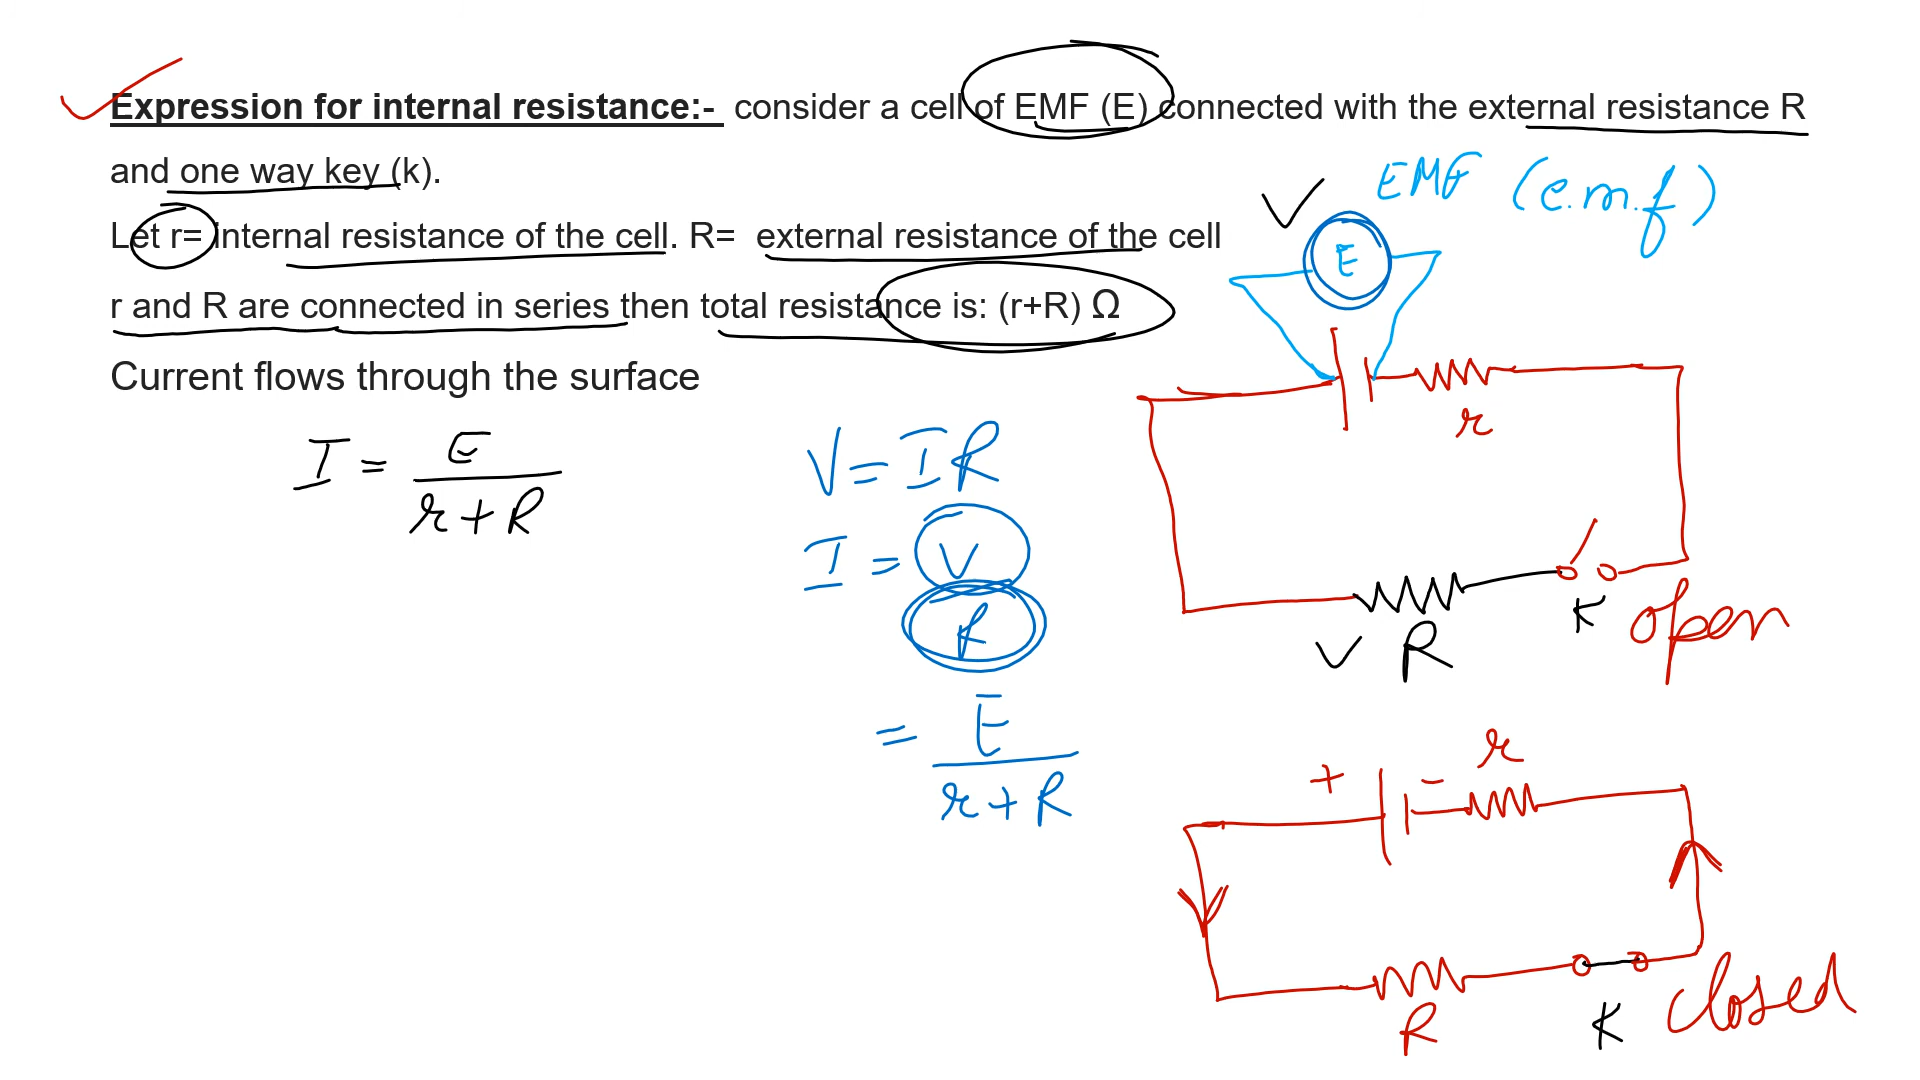 Expression for internal resistance:- consider a cell of EMF (E) connected with the external resistance R
and one way key (k).
EMF (e.m.f)
Let r= internal resistance of the cell. R= external resistance of the cell
E
r and R are connected in series then total resistance is: (r+R) Ω
Current flows through the surface
r
I = E / r + R
V = I R
I = V / R
= E / r + R
K open
R
r
+ -
R
K closed